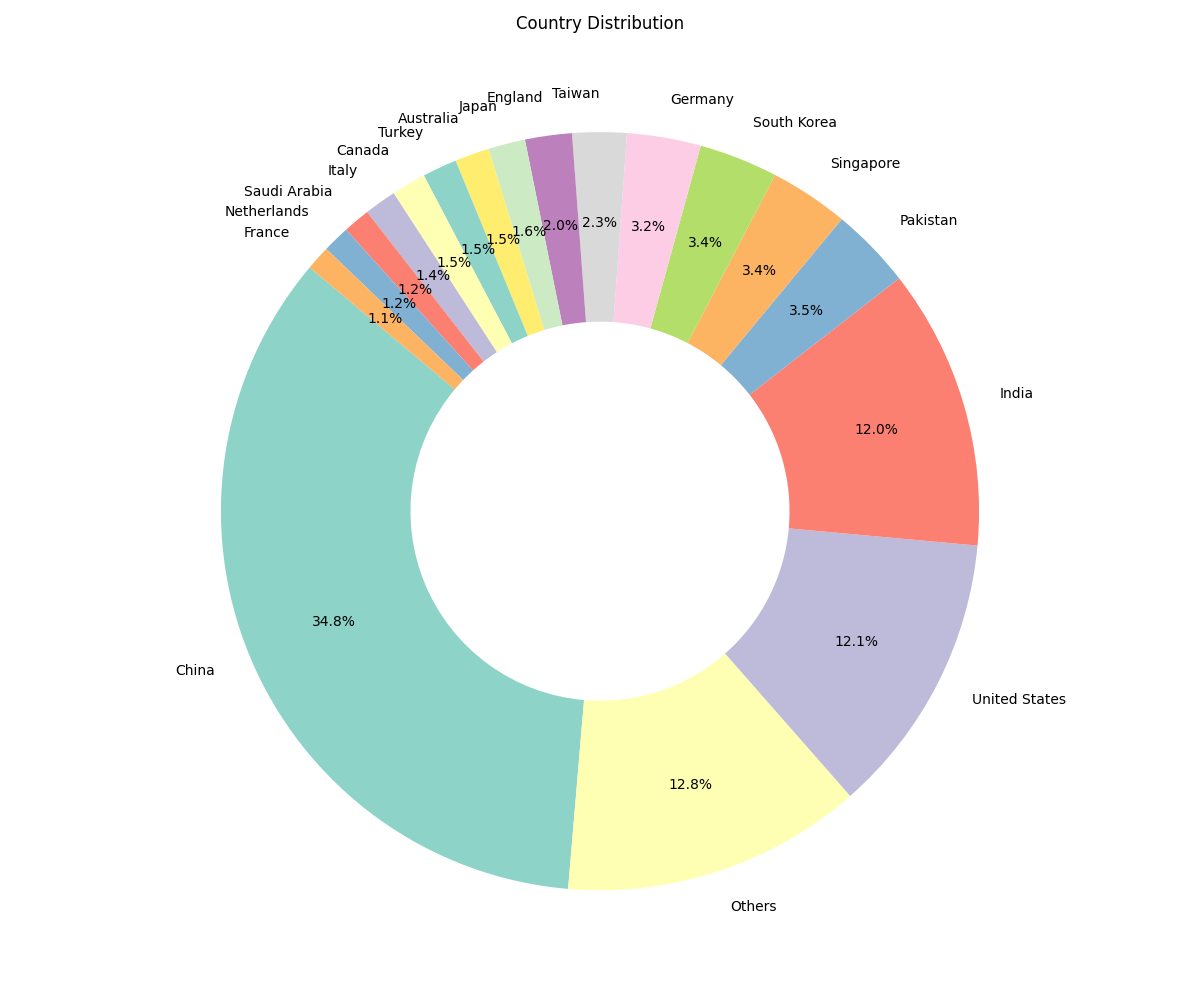 Country Distribution
China
34.8%
Others
12.8%
United States
12.1%
India
12.0%
Pakistan
3.5%
Singapore
3.4%
South Korea
3.4%
Germany
3.2%
Taiwan
2.3%
England
2.0%
Japan
1.6%
Australia
1.5%
Turkey
1.5%
Canada
1.5%
Italy
1.4%
Saudi Arabia
1.2%
Netherlands
1.2%
France
1.1%